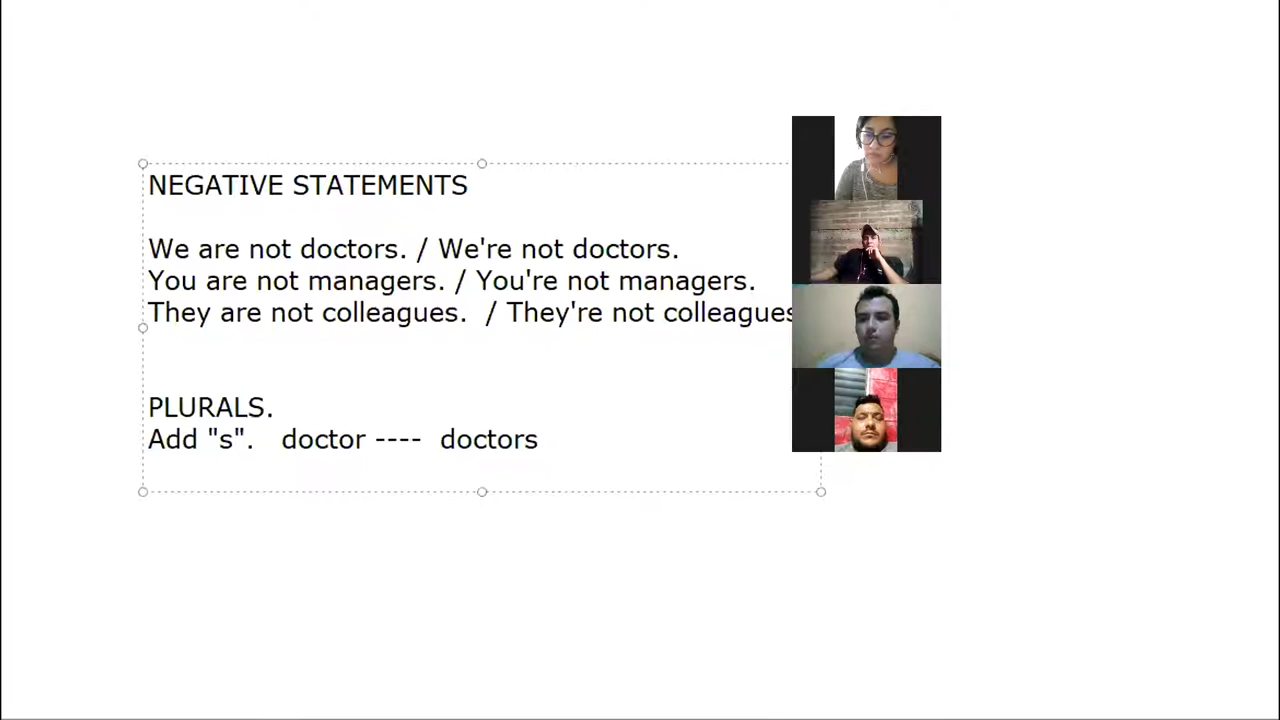 NEGATIVE STATEMENTS
We are not doctors. / We're not doctors.
You are not managers. / You're not managers.
They are not colleagues.  / They're not colleagues
PLURALS.
Add "s".   doctor ----  doctors